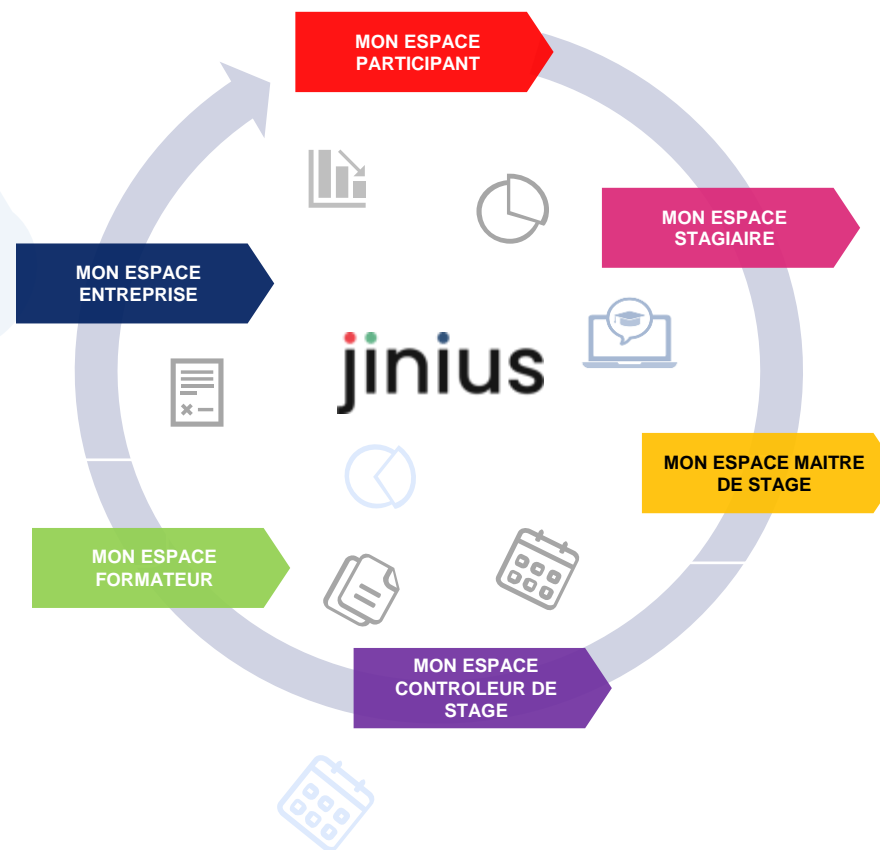 MON ESPACE
PARTICIPANT
MON ESPACE
STAGIAIRE
MON ESPACE
ENTREPRISE
jinius
MON ESPACE MAITRE
DE STAGE
MON ESPACE
FORMATEUR
MON ESPACE
CONTROLEUR DE
STAGE